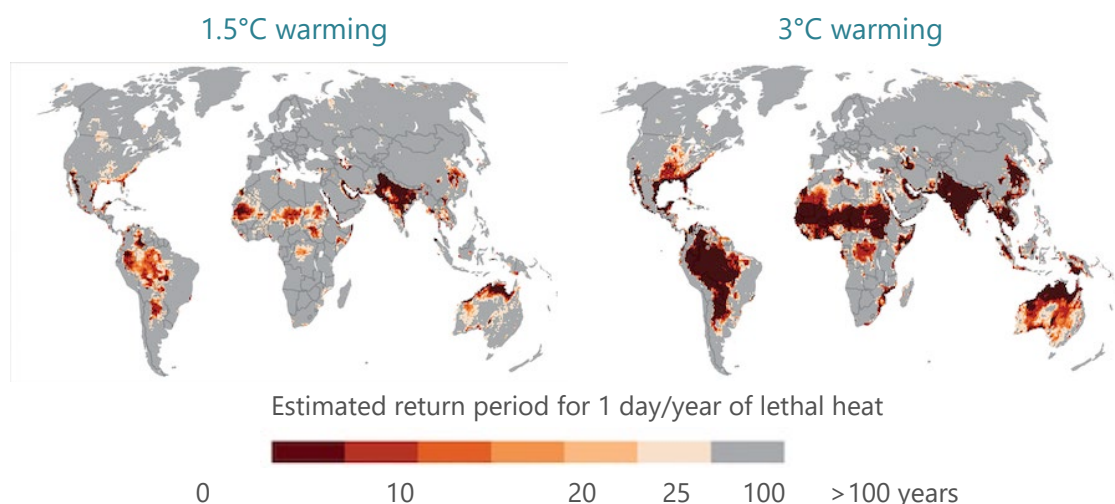 1.5°C warming
3°C warming
Estimated return period for 1 day/year of lethal heat
0 10 20 25 100 >100 years